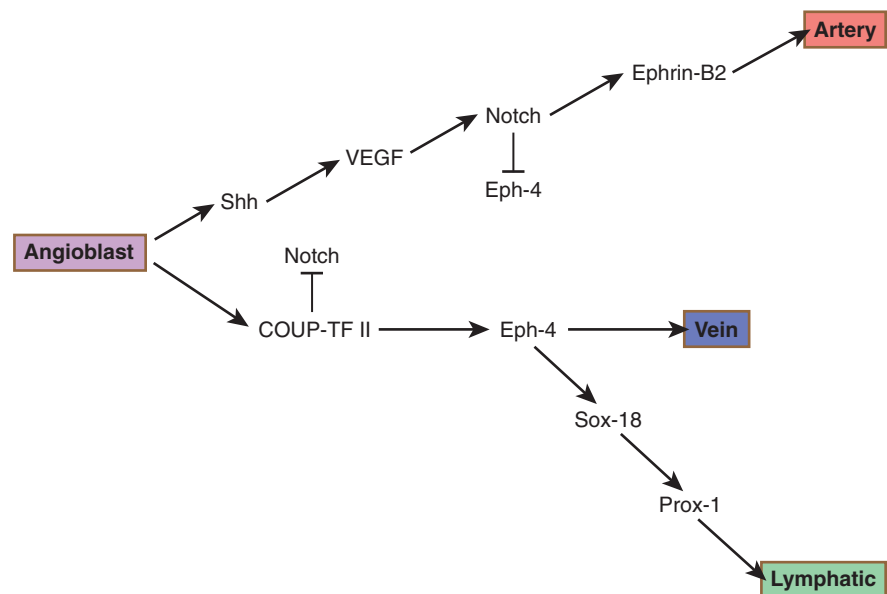 Artery
Ephrin-B2
Notch
VEGF
Eph-4
Shh
Angioblast
Notch
COUP-TF II
Eph-4
Vein
Sox-18
Prox-1
Lymphatic